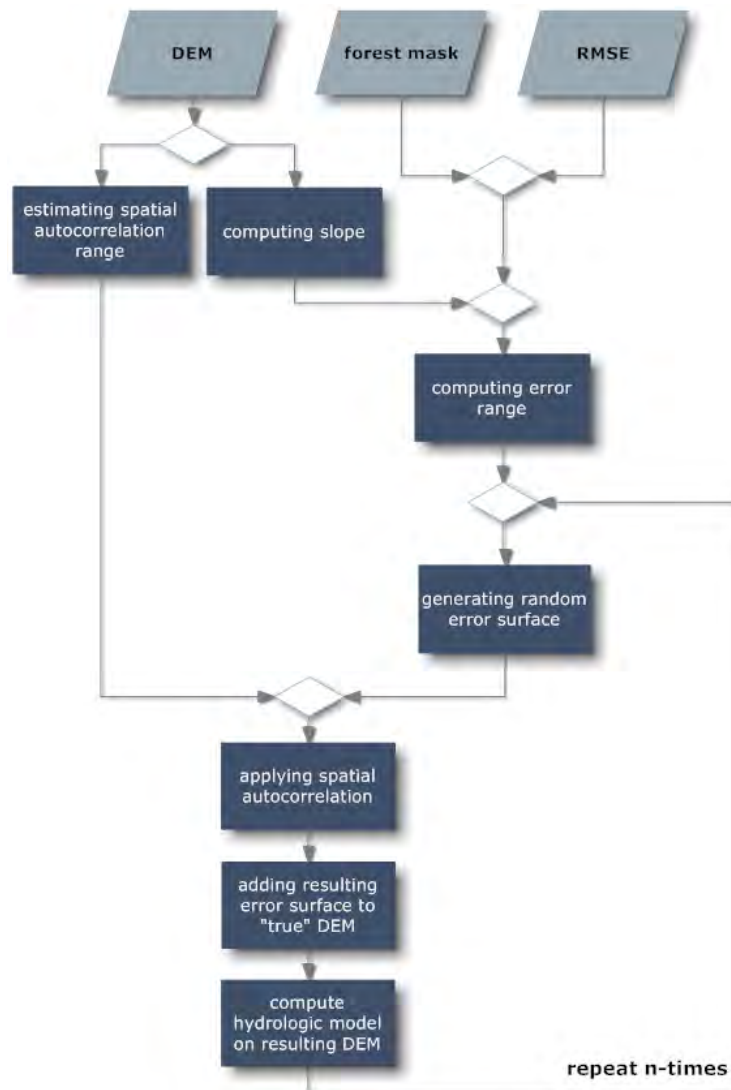 DEM
forest mask
RMSE
estimating spatial
autocorrelation
range
computing slope
computing error
range
generating random
error surface
applying spatial
autocorrelation
adding resulting
error surface to
"true" DEM
compute
hydrologic model
on resulting DEM
repeat n-times